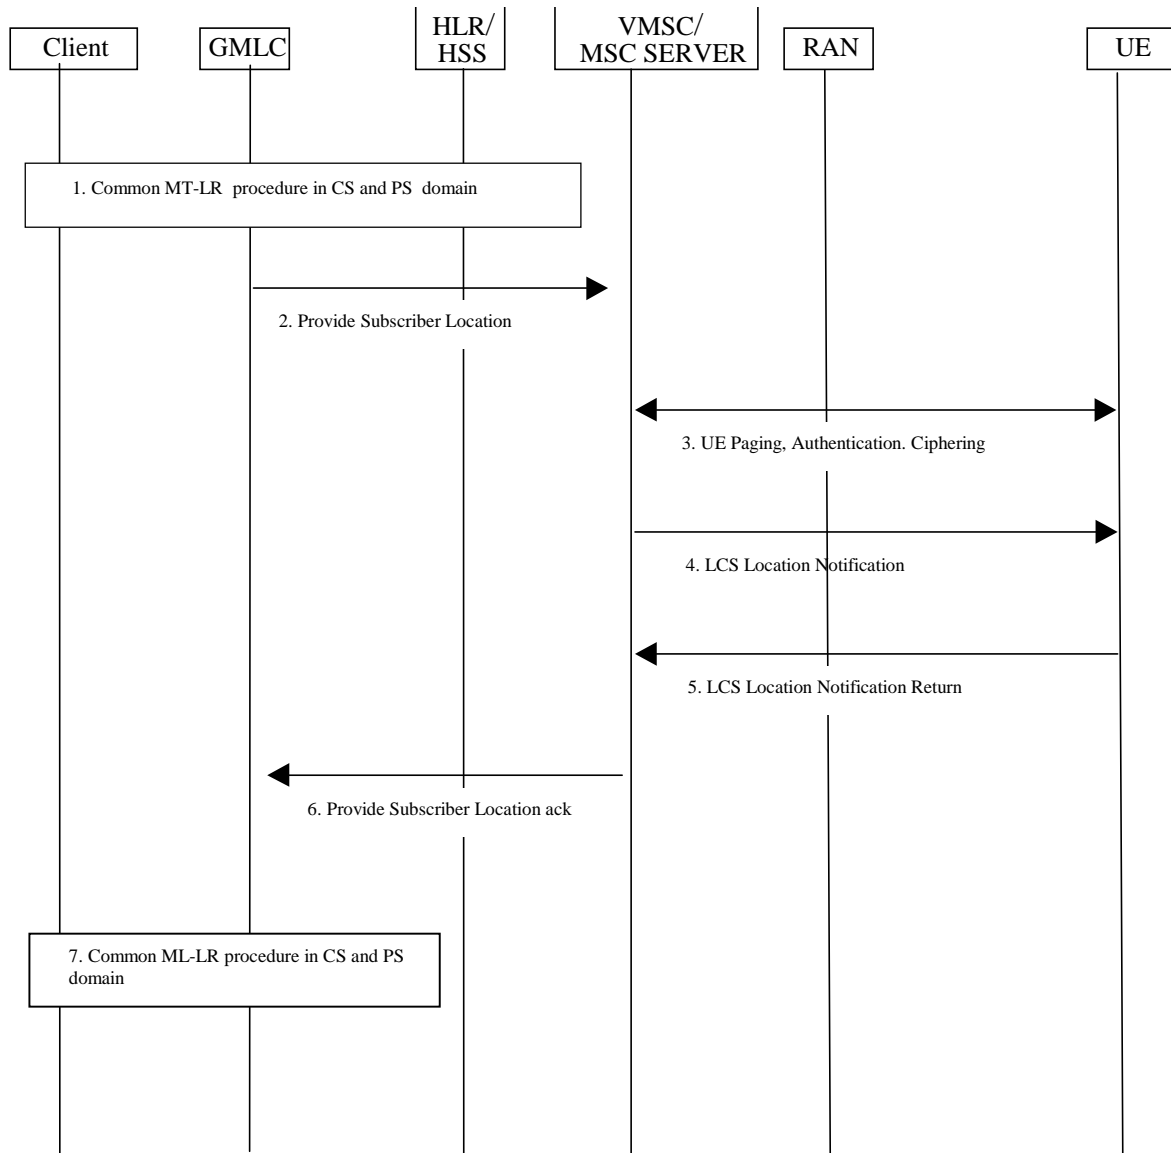 Client
GMLC
HLR/
HSS
VMSC/
MSC SERVER
RAN
UE
1. Common MT-LR procedure in CS and PS domain
2. Provide Subscriber Location
3. UE Paging, Authentication. Ciphering
4. LCS Location Notification
5. LCS Location Notification Return
6. Provide Subscriber Location ack
7. Common ML-LR procedure in CS and PS
domain